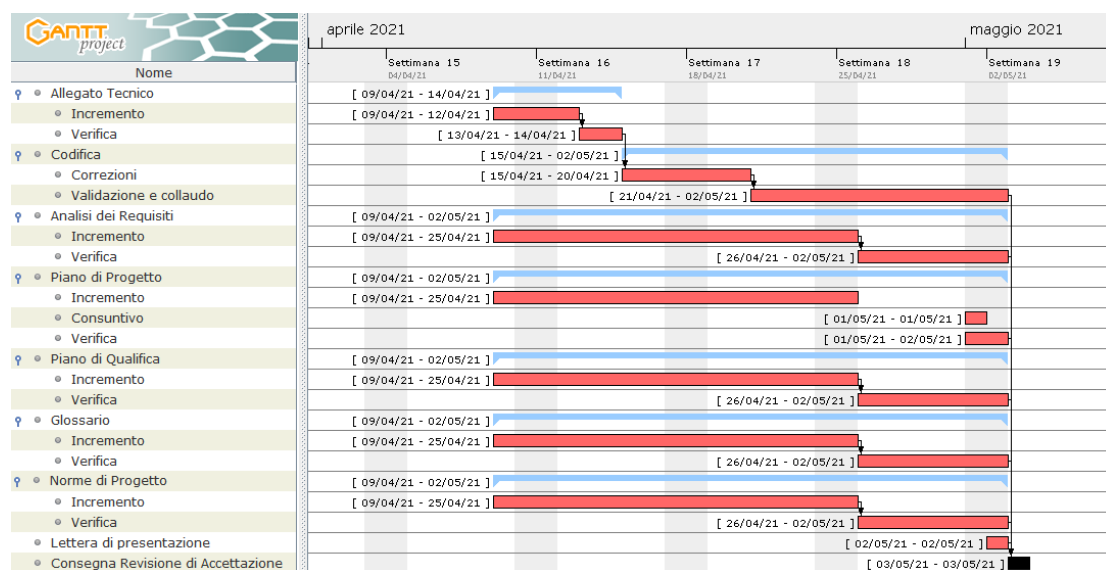 GANTT project
aprile 2021
maggio 2021
Settimana 15
04/04/21
Settimana 16
11/04/21
Settimana 17
18/04/21
Settimana 18
25/04/21
Settimana 19
02/05/21
Nome
Allegato Tecnico [ 09/04/21 - 14/04/21 ]
Incremento [ 09/04/21 - 12/04/21 ]
Verifica [ 13/04/21 - 14/04/21 ]
Codifica [ 15/04/21 - 02/05/21 ]
Correzioni [ 15/04/21 - 20/04/21 ]
Validazione e collaudo [ 21/04/21 - 02/05/21 ]
Analisi dei Requisiti [ 09/04/21 - 02/05/21 ]
Incremento [ 09/04/21 - 25/04/21 ]
Verifica [ 26/04/21 - 02/05/21 ]
Piano di Progetto [ 09/04/21 - 02/05/21 ]
Incremento [ 09/04/21 - 25/04/21 ]
Consuntivo [ 01/05/21 - 01/05/21 ]
Verifica [ 01/05/21 - 02/05/21 ]
Piano di Qualifica [ 09/04/21 - 02/05/21 ]
Incremento [ 09/04/21 - 25/04/21 ]
Verifica [ 26/04/21 - 02/05/21 ]
Glossario [ 09/04/21 - 02/05/21 ]
Incremento [ 09/04/21 - 25/04/21 ]
Verifica [ 26/04/21 - 02/05/21 ]
Norme di Progetto [ 09/04/21 - 02/05/21 ]
Incremento [ 09/04/21 - 25/04/21 ]
Verifica [ 26/04/21 - 02/05/21 ]
Lettera di presentazione [ 02/05/21 - 02/05/21 ]
Consegna Revisione di Accettazione [ 03/05/21 - 03/05/21 ]